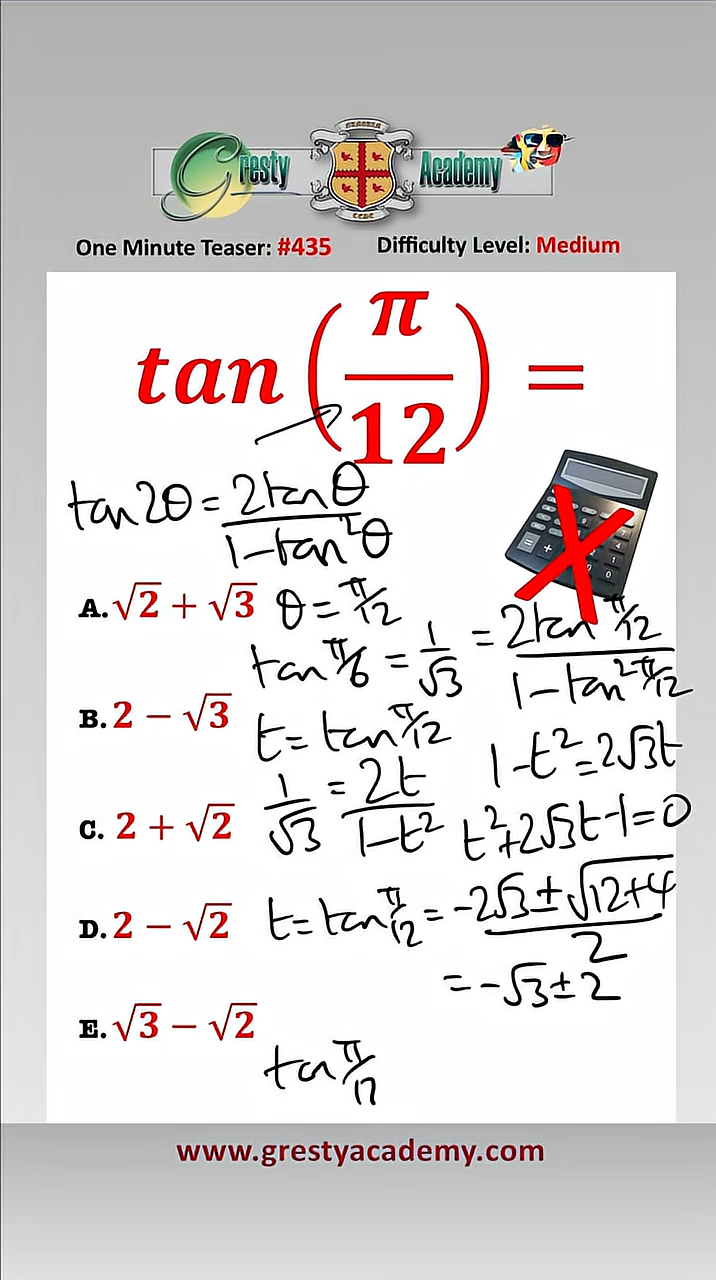 Gresty Academy
One Minute Teaser: #435 Difficulty Level: Medium
tan(π/12) =
tan2θ = 2tanθ/(1-tan²θ)
A. √2 + √3
θ = π/12
tan π/6 = 1/√3 = 2tan π/12 / (1-tan² π/12)
B. 2 − √3
t = tan π/12
1-t² = 2√3t
1/√3 = 2t/(1-t²)
C. 2 + √2
t²+2√3t-1=0
D. 2 − √2
t = tan π/12 = (-2√3 ± √(12+4))/2
= -√3 ± 2
E. √3 − √2
tan π/12
www.grestyacademy.com